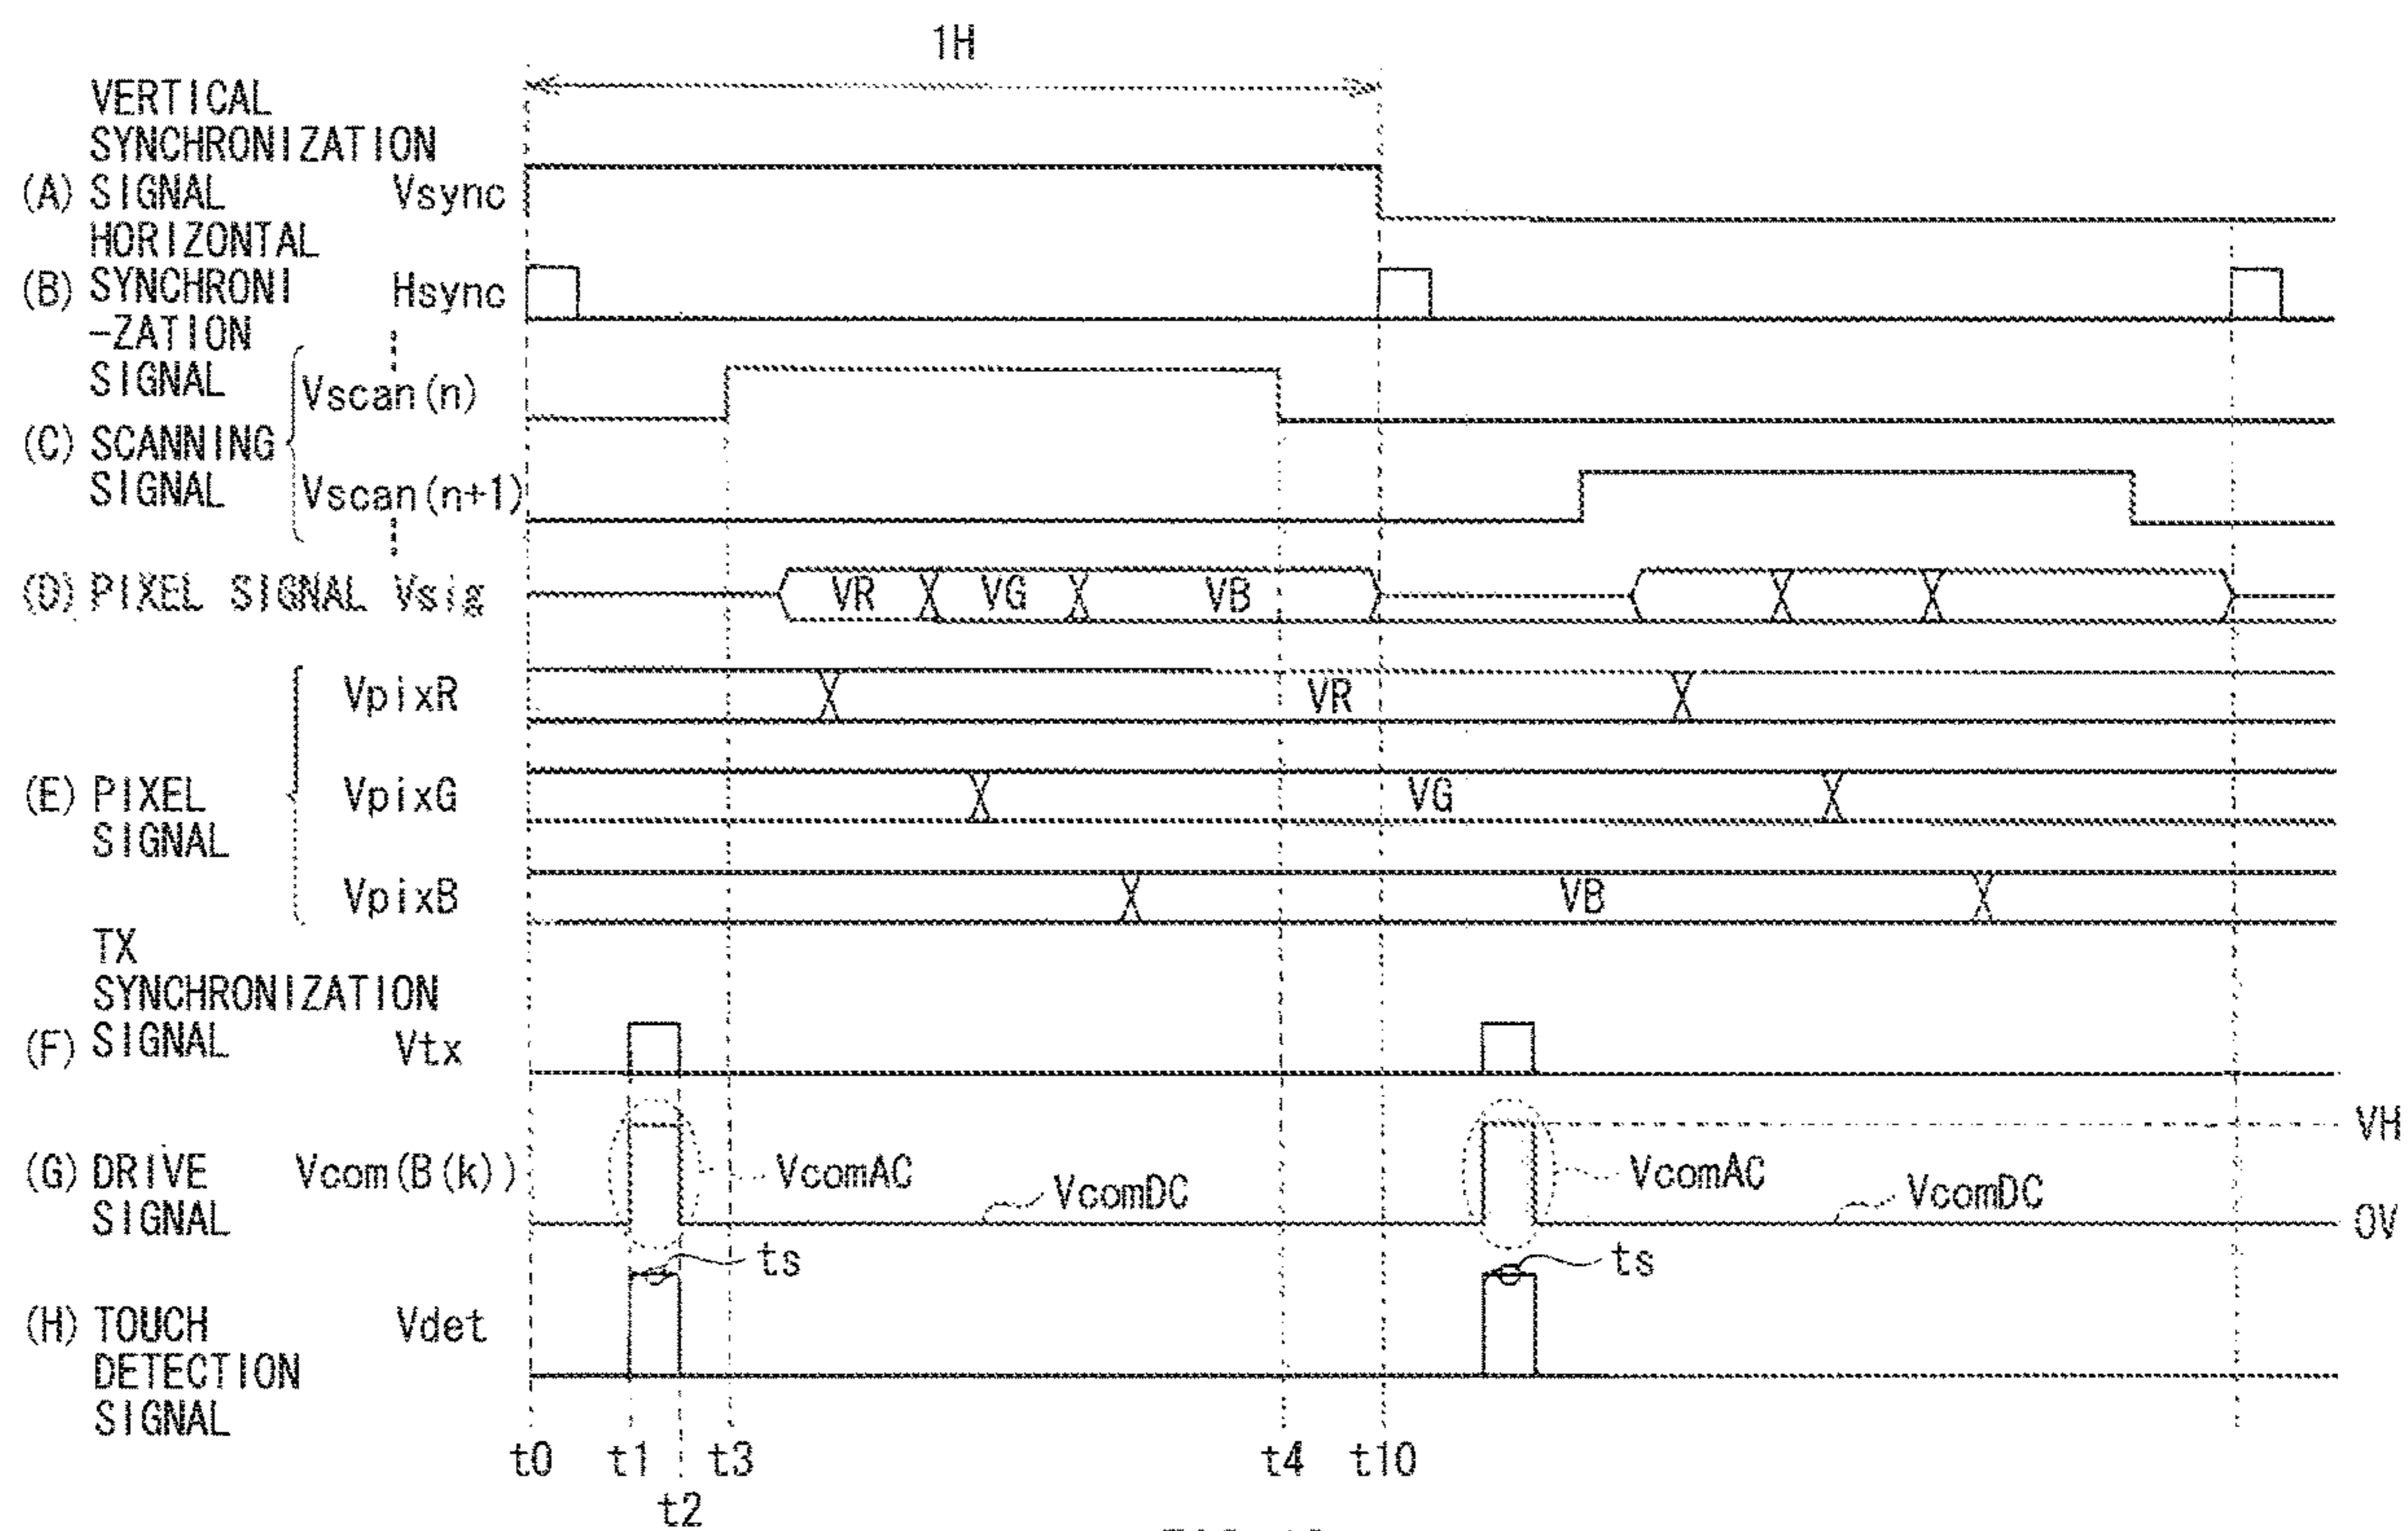 1H
VERTICAL
SYNCHRONIZATION
(A) SIGNAL Vsync
HORIZONTAL
(B) SYNCHRONI Hsync
-ZATION
SIGNAL
Vscan(n)
(C) SCANNING
SIGNAL
Vscan(n+1)
(D) PIXEL SIGNAL Vsig
VR VG VB
VpixR
VR
(E) PIXEL
SIGNAL
VpixG
VG
VpixB
VB
TX
SYNCHRONIZATION
(F) SIGNAL Vtx
VH
(G) DRIVE Vcom(B(k))
SIGNAL
VcomAC VcomDC VcomAC VcomDC
0V
ts ts
(H) TOUCH Vdet
DETECTION
SIGNAL
t0 t1 t3 t4 t10
t2